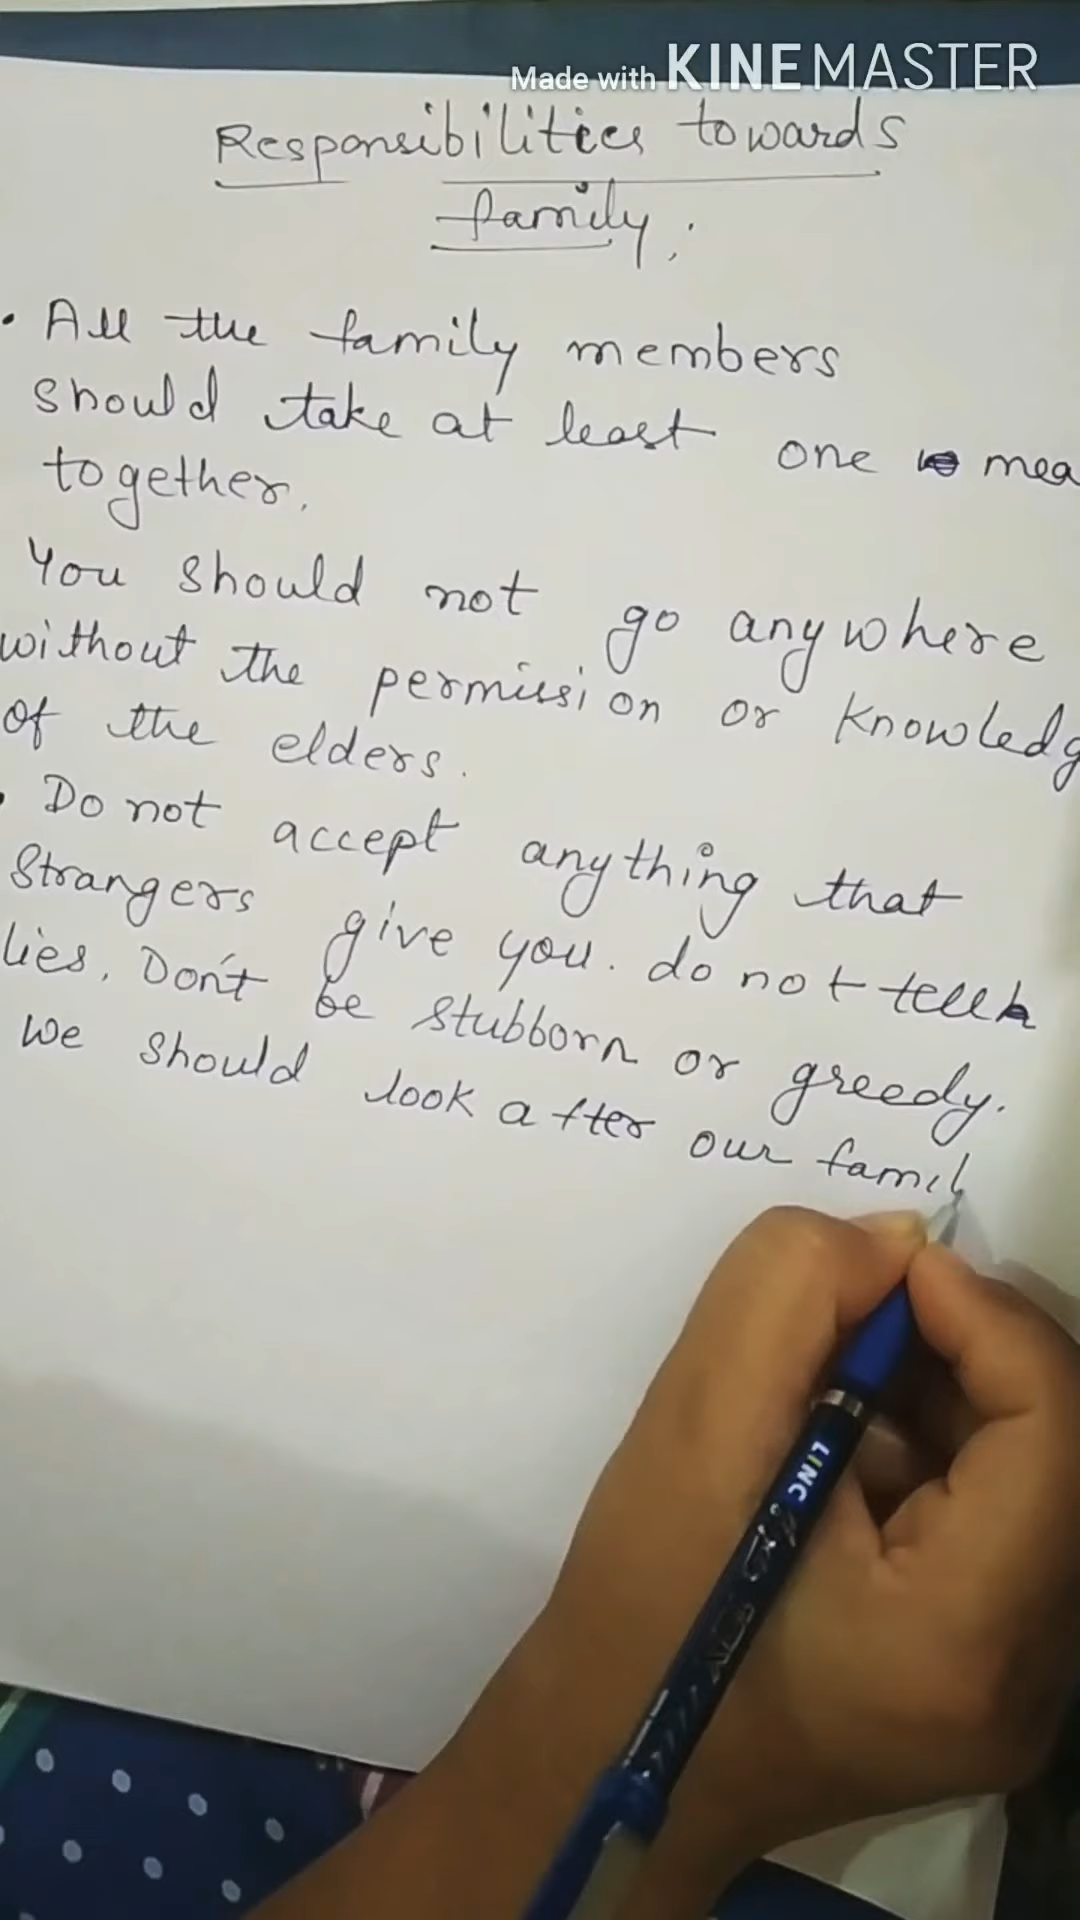 Made with KINEMASTER
Responsibilities towards
family.
• All the family members
should take at least one mea
together.
You should not go anywhere
without the permission or knowledg
of the elders.
• Do not accept anything that
strangers give you. do not tell
lies. Don't be stubborn or greedy.
We should look after our famil
LINC